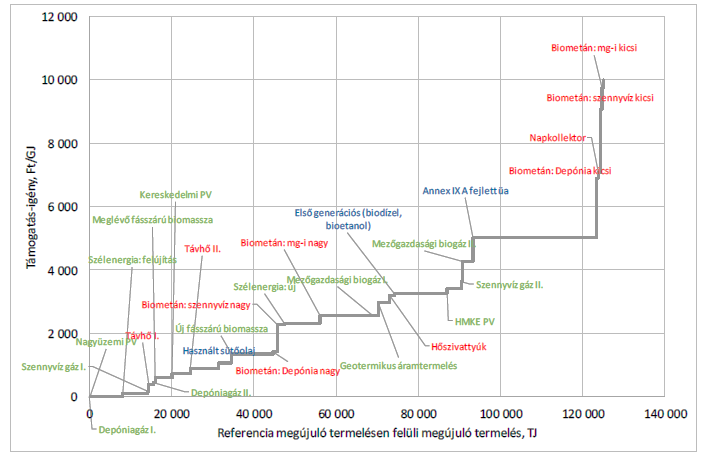 12 000
Biometán: mg-i kicsi
10 000
Biometán: szennyvíz kicsi
8 000
Napkollektor
Biometán: Depónia kicsi
Kereskedelmi PV
Annex IX A fejlett üa
6 000
Meglévő fásszárú biomassza
Első generációs (biodízel,
bioetanol)
Távhő II.
Biometán: mg-i nagy
Mezőgazdasági biogáz II.
Szélenergia: felújítás
4 000
Mezőgazdasági biogáz I.
Szélenergia: új
Szennyvíz gáz II.
Biometán: szennyvíz nagy
HMKE PV
Új fásszárú biomassza
2 000
Távhő I.
Nagyüzemi PV
Használt sütőolaj
Hőszivattyúk
Szennyvíz gáz I.
Biometán: Depónia nagy
Geotermikus áramtermelés
Depóniagáz II.
0
Depóniagáz I.
0 20 000 40 000 60 000 80 000 100 000 120 000 140 000
Támogatás-igény, Ft/GJ
Referencia megújuló termelésen felüli megújuló termelés, TJ